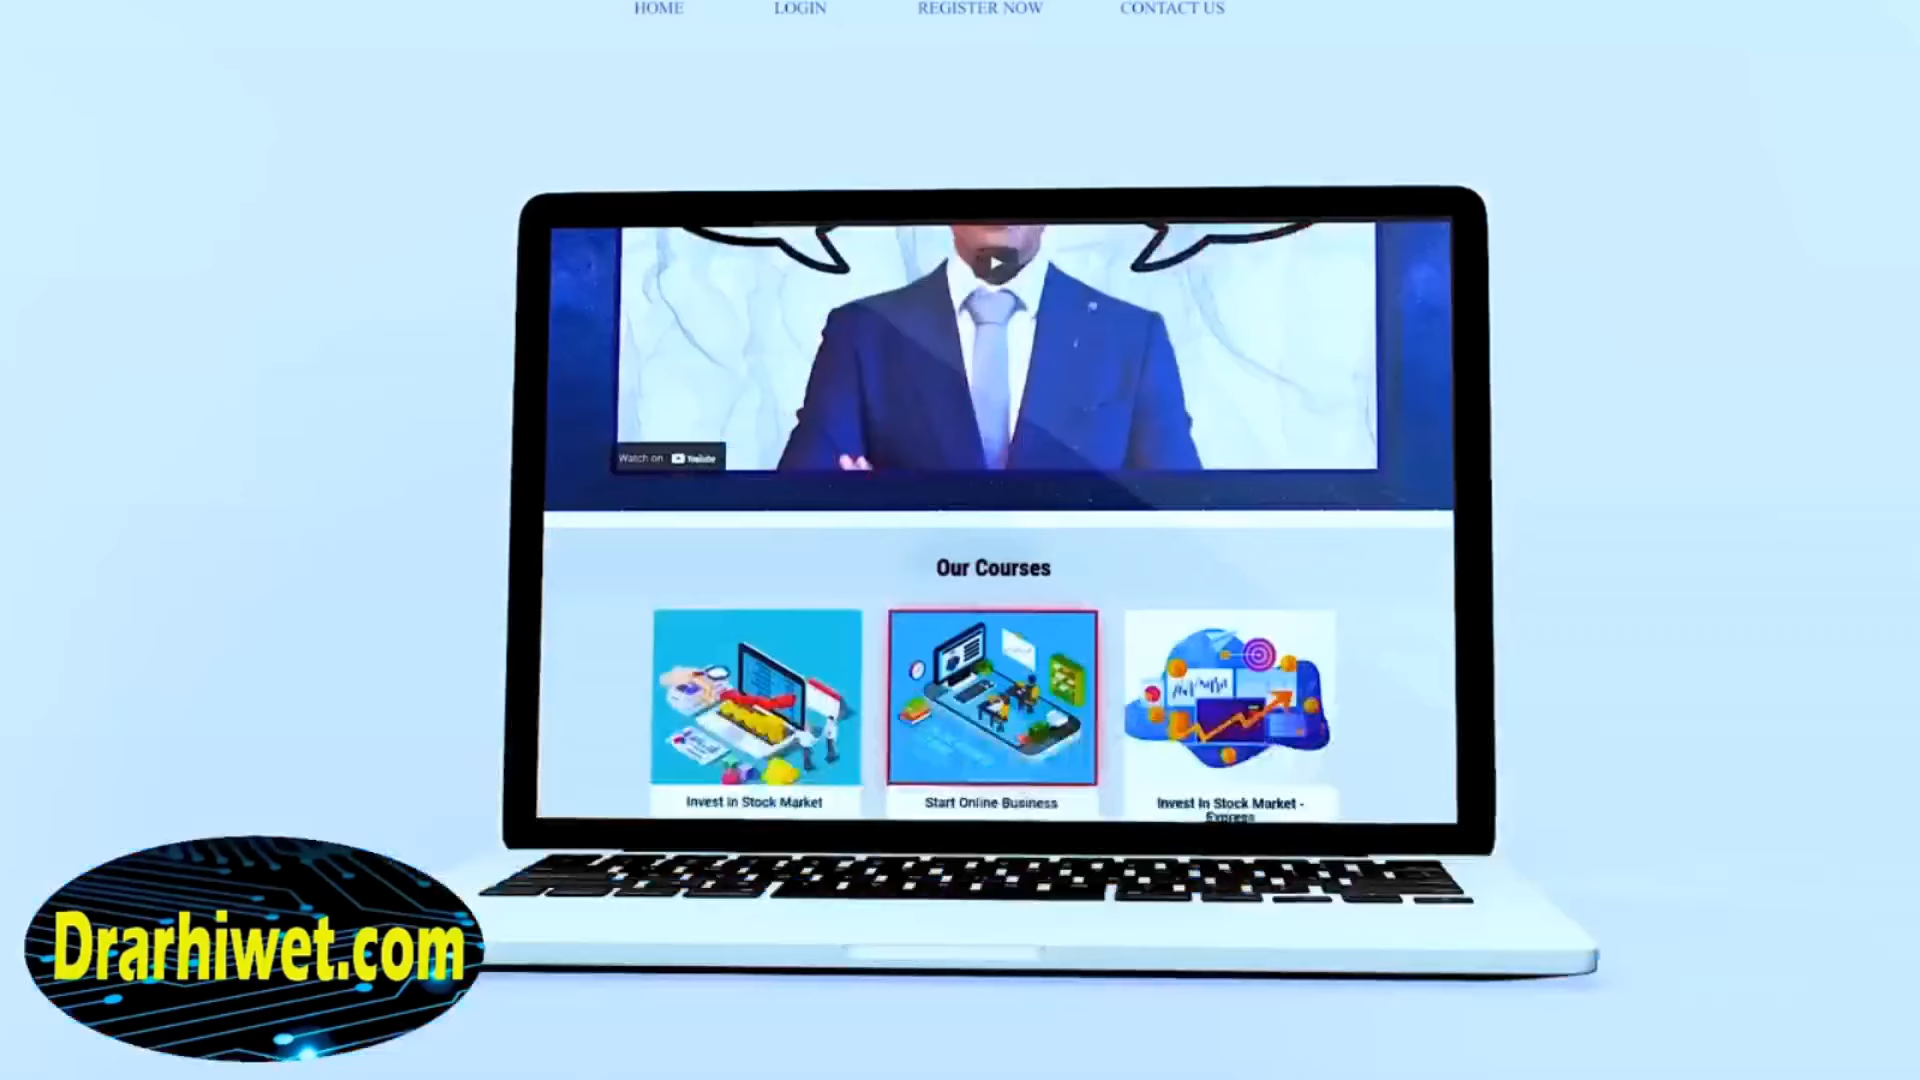 HOME LOGIN REGISTER NOW CONTACT US
Watch on YouTube
Our Courses
Invest In Stock Market
Start Online Business
Invest In Stock Market -
Express
Drarhiwet.com